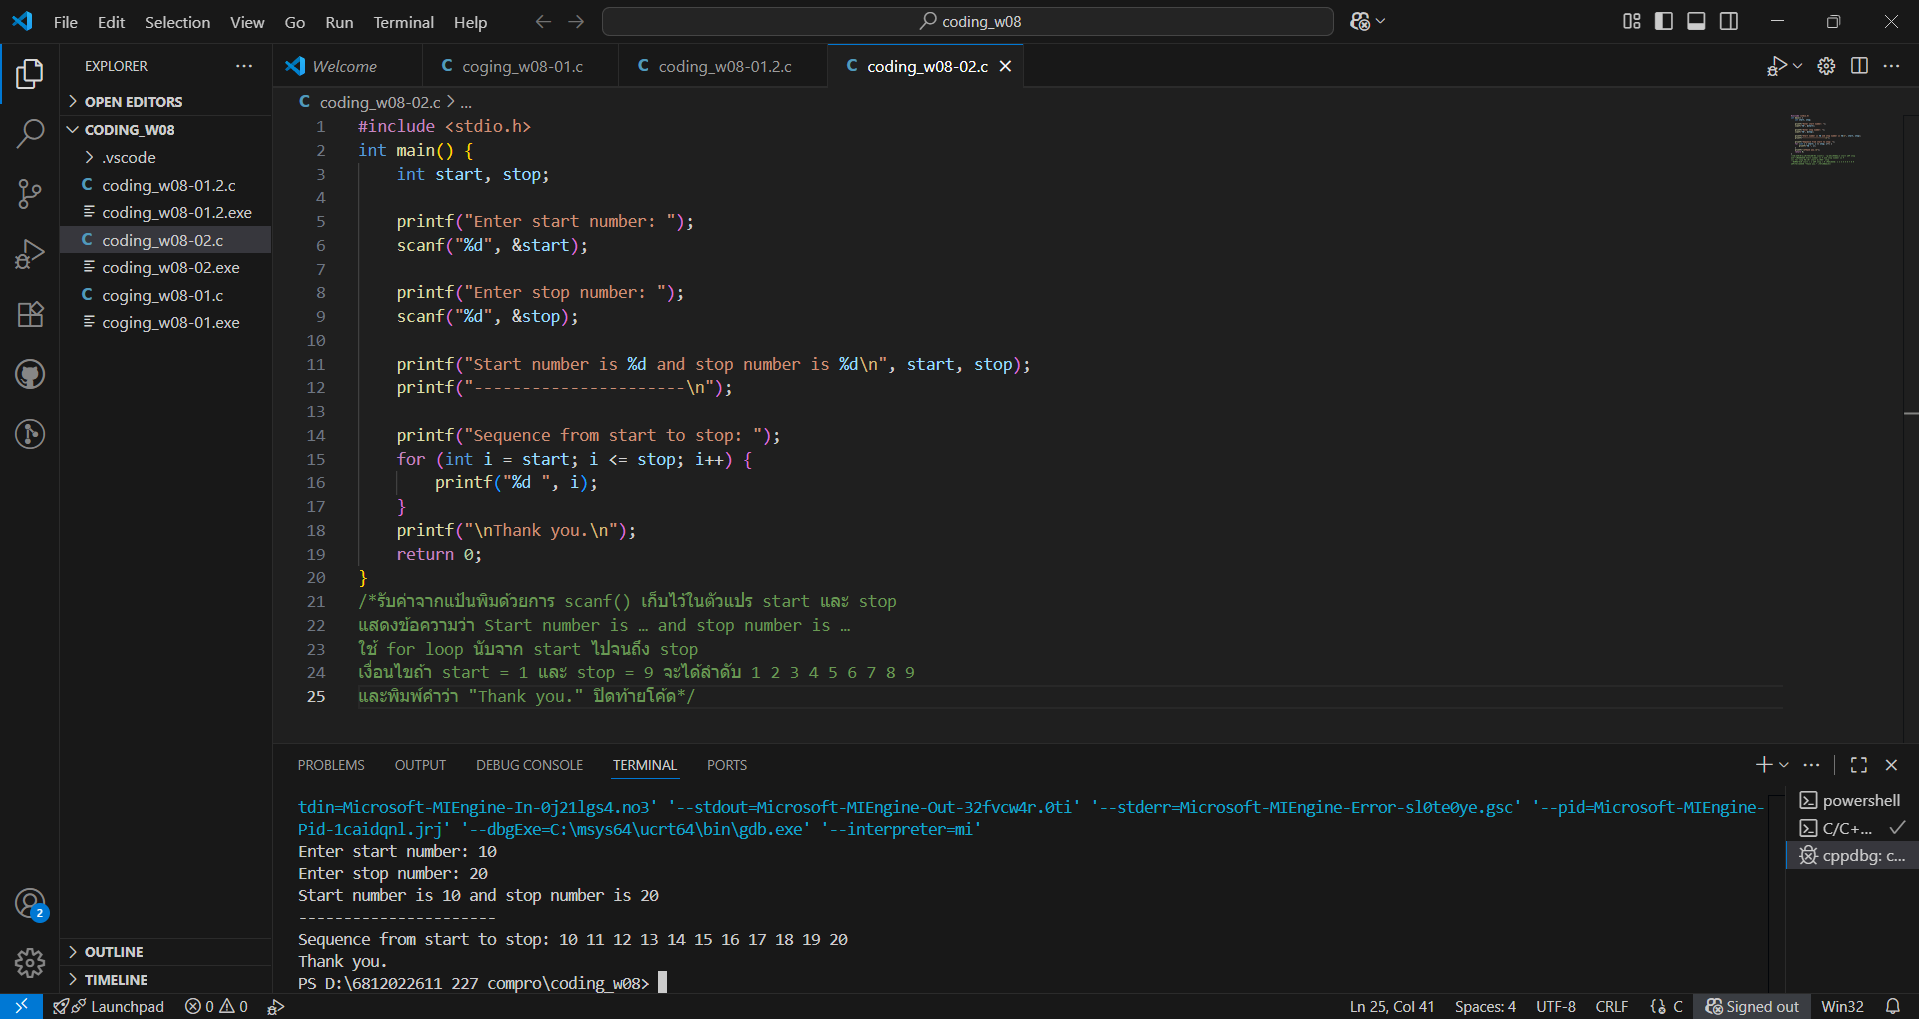 File Edit Selection View Go Run Terminal Help
coding_w08
EXPLORER
OPEN EDITORS
CODING_W08
.vscode
C coding_w08-01.2.c
coding_w08-01.2.exe
C coding_w08-02.c
coding_w08-02.exe
C coging_w08-01.c
coging_w08-01.exe
OUTLINE
TIMELINE
Welcome
C coging_w08-01.c
C coding_w08-01.2.c
C coding_w08-02.c
C coding_w08-02.c > ...
1 #include <stdio.h>
2 int main() {
3 int start, stop;
4
5 printf("Enter start number: ");
6 scanf("%d", &start);
7
8 printf("Enter stop number: ");
9 scanf("%d", &stop);
10
11 printf("Start number is %d and stop number is %d\n", start, stop);
12 printf("----------------------\n");
13
14 printf("Sequence from start to stop: ");
15 for (int i = start; i <= stop; i++) {
16 printf("%d ", i);
17 }
18 printf("\nThank you.\n");
19 return 0;
20 }
21 /*รับค่าจากแป้นพิมด้วยการ scanf() เก็บไว้ในตัวแปร start และ stop
22 แสดงข้อความว่า Start number is … and stop number is …
23 ใช้ for loop นับจาก start ไปจนถึง stop
24 เงื่อนไขถ้า start = 1 และ stop = 9 จะได้ลำดับ 1 2 3 4 5 6 7 8 9
25 และพิมพ์คำว่า "Thank you." ปิดท้ายโค้ด*/
PROBLEMS OUTPUT DEBUG CONSOLE TERMINAL PORTS
tdin=Microsoft-MIEngine-In-0j21lgs4.no3' '--stdout=Microsoft-MIEngine-Out-32fvcw4r.0ti' '--stderr=Microsoft-MIEngine-Error-sl0te0ye.gsc' '--pid=Microsoft-MIEngine-
Pid-1caidqnl.jrj' '--dbgExe=C:\msys64\ucrt64\bin\gdb.exe' '--interpreter=mi'
Enter start number: 10
Enter stop number: 20
Start number is 10 and stop number is 20
----------------------
Sequence from start to stop: 10 11 12 13 14 15 16 17 18 19 20
Thank you.
PS D:\6812022611 227 compro\coding_w08>
powershell
C/C+...
cppdbg: c...
2
Launchpad 0 0
Ln 25, Col 41 Spaces: 4 UTF-8 CRLF {} C Signed out Win32